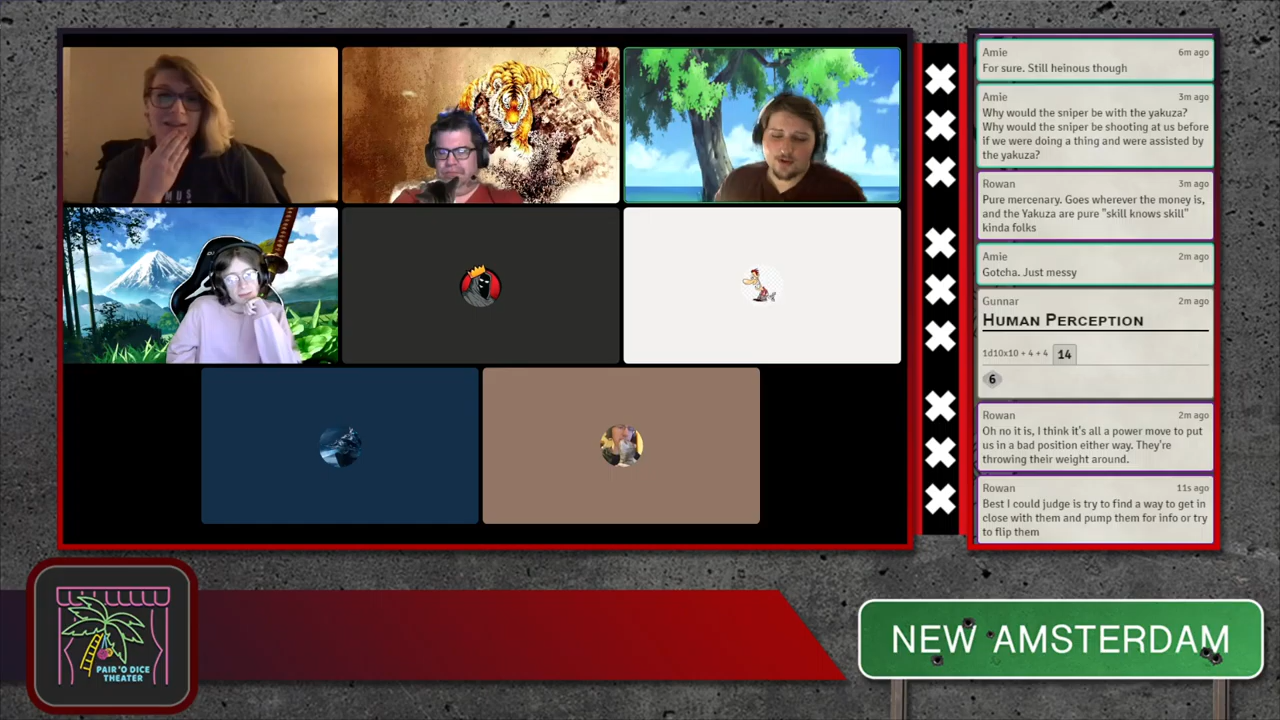 Amie 6m ago
For sure. Still heinous though
Amie 3m ago
Why would the sniper be with the yakuza?
Why would the sniper be shooting at us before
if we were doing a thing and were assisted by
the yakuza?
Rowan 3m ago
Pure mercenary. Goes wherever the money is,
and the Yakuza are pure "skill knows skill"
kinda folks
Amie 2m ago
Gotcha. Just messy
Gunnar 2m ago
Human Perception
1d10x10 + 4 + 4 14
6
Rowan 2m ago
Oh no it is, I think it's all a power move to put
us in a bad position either way. They're
throwing their weight around.
Rowan 11s ago
Best I could judge is try to find a way to get in
close with them and pump them for info or try
to flip them
PAIR'O DICE
THEATER
NEW AMSTERDAM